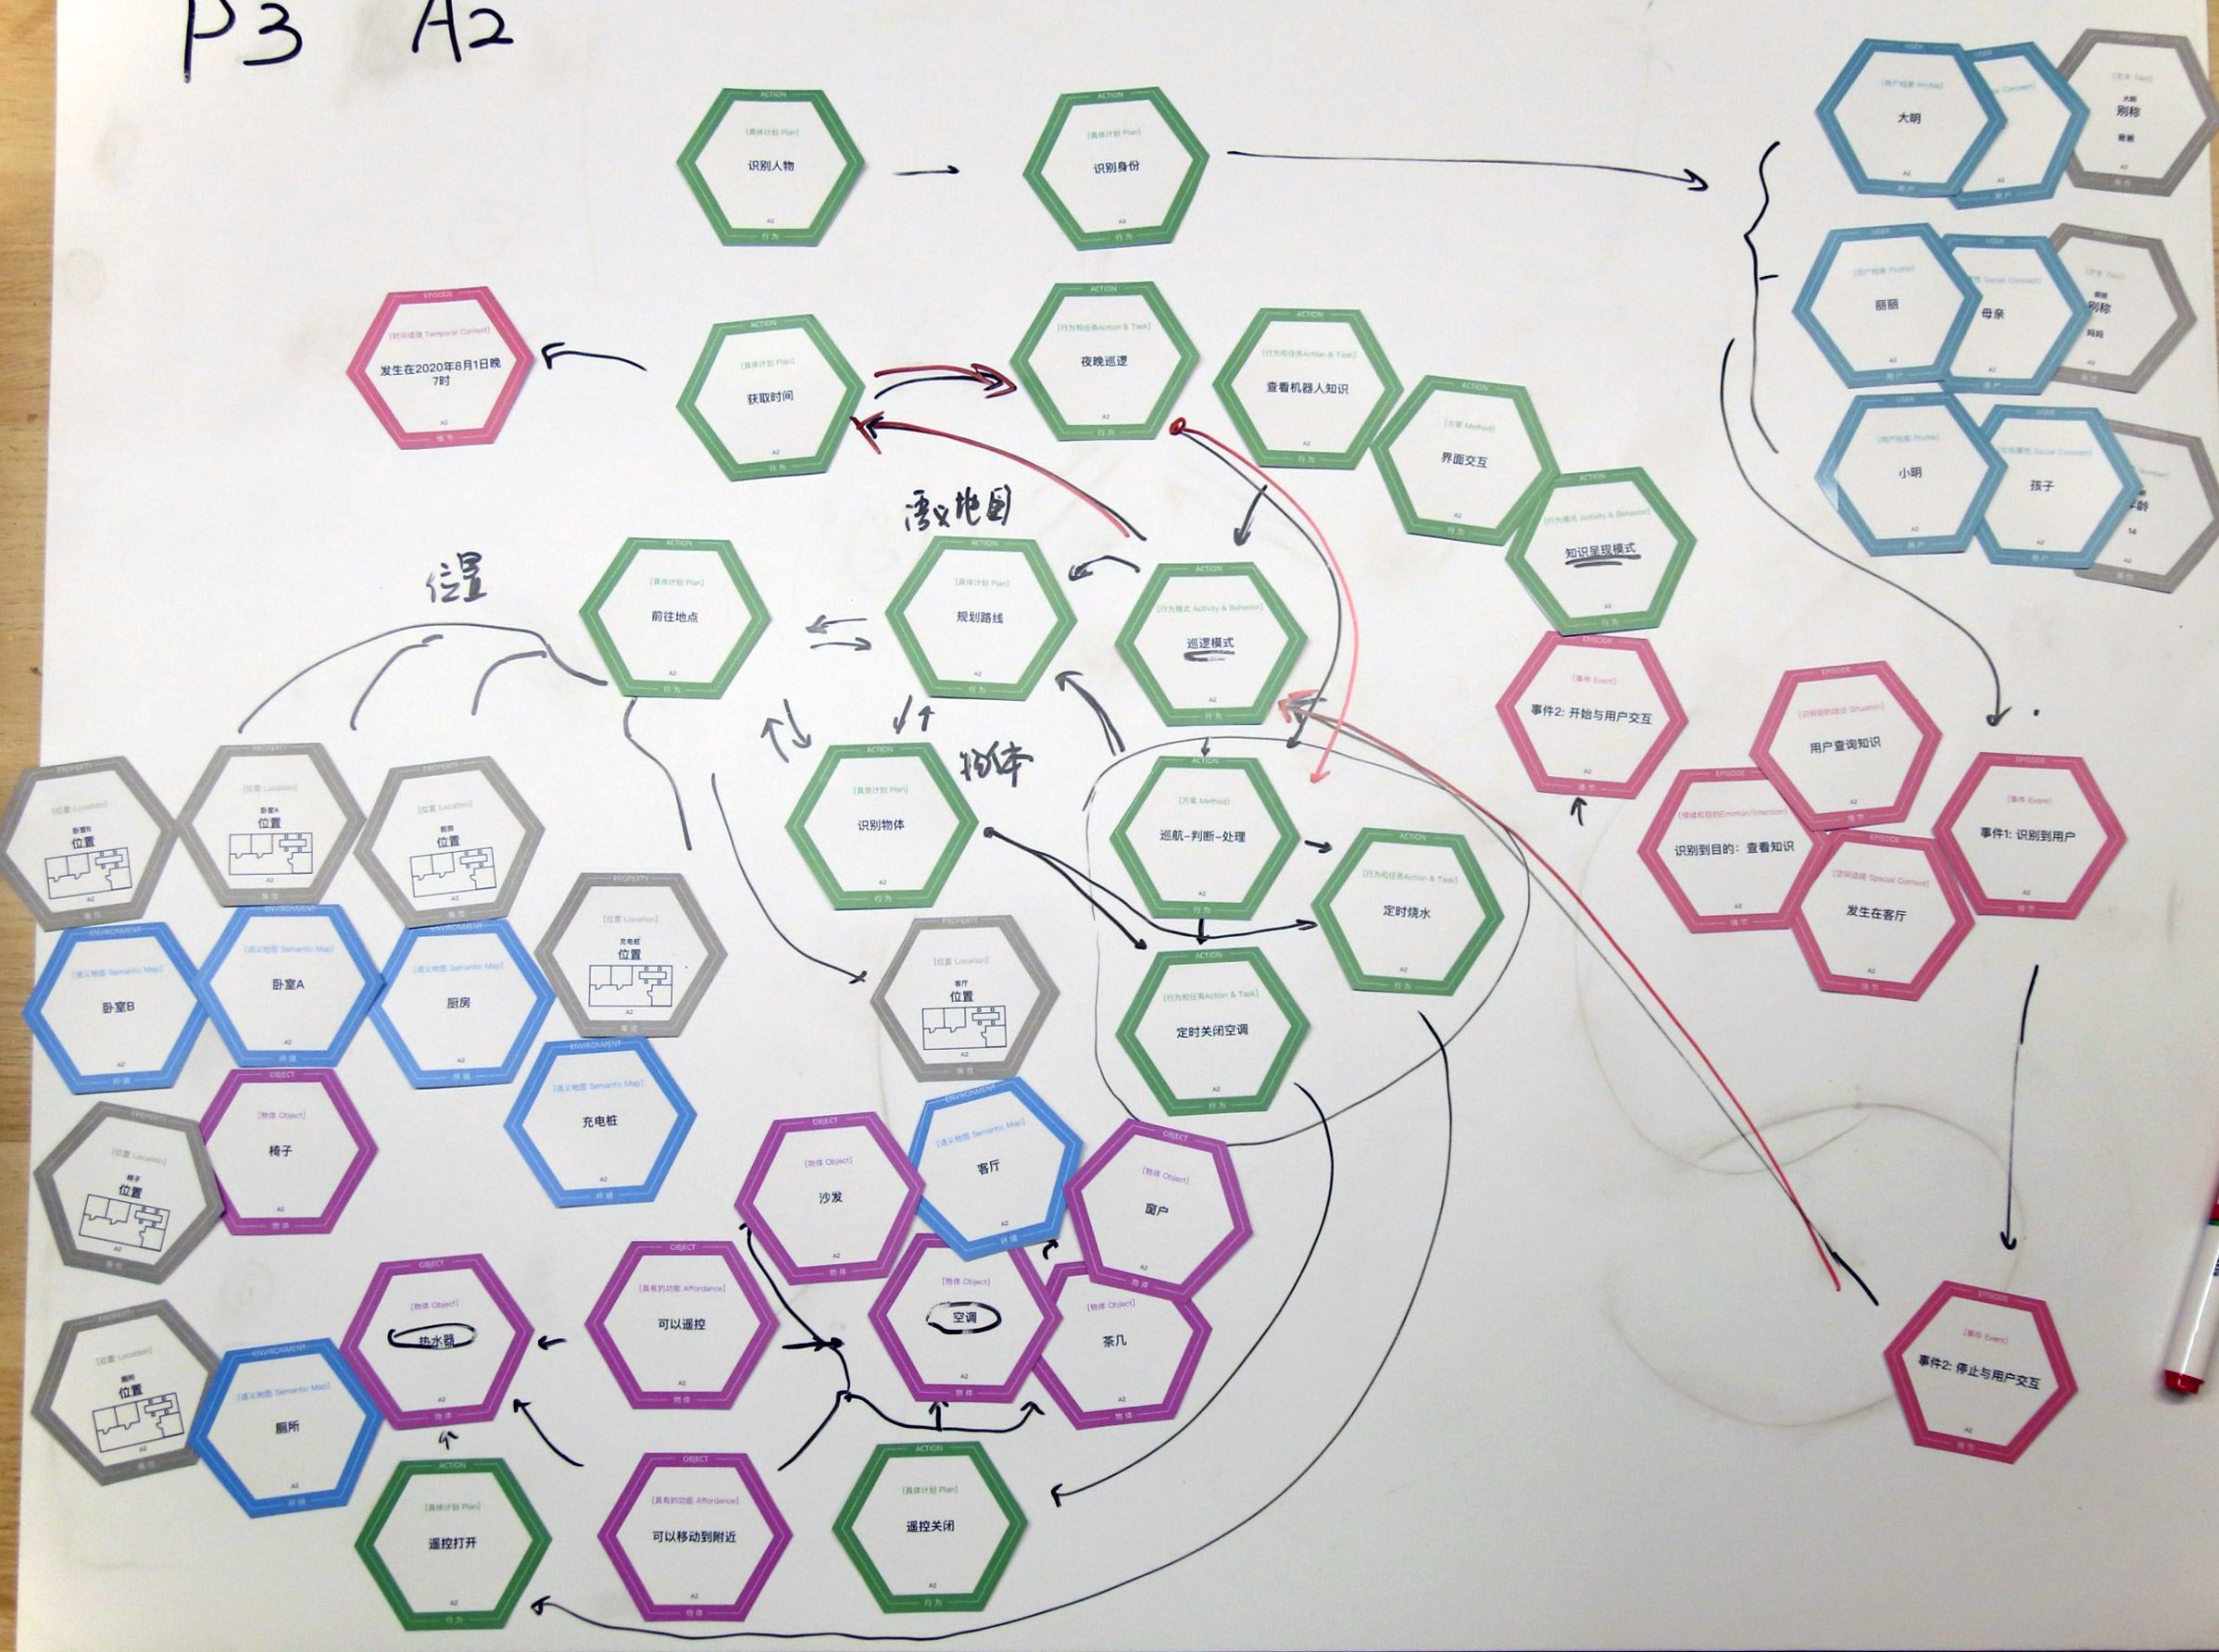 P3 A2
ACTION
[具体计划 Plan]
识别人物
A2
行为
ACTION
[具体计划 Plan]
识别身份
A2
行为
USER
[用户档案 Profile]
大明
A2
用户
USER
A2
用户
PROPERTY
[文本 Text]
大明
别称
爸爸
A2
属性
USER
[用户档案 Profile]
丽丽
A2
用户
USER
Social Concept]
母亲
A2
用户
PROPERTY
[文本 Text]
丽丽
别称
妈妈
A2
属性
USER
[用户档案 Profile]
小明
A2
用户
USER
Social Concept]
孩子
A2
用户
Number]
年龄
14
A2
属性
EPISODE
[时间语境 Temporal Context]
发生在2020年8月1日晚
7时
A2
情节
ACTION
[具体计划 Plan]
获取时间
A2
行为
ACTION
[行为和任务Action & Task]
夜晚巡逻
A2
行为
ACTION
[行为和任务Action & Task]
查看机器人知识
A2
行为
ACTION
[方案 Method]
界面交互
A2
行为
ACTION
[行为模式 Activity & Behavior]
知识呈现模式
A2
行为
语义地图
位置
ACTION
[具体计划 Plan]
前往地点
A2
行为
ACTION
[具体计划 Plan]
规划路线
A2
行为
ACTION
[行为模式 Activity & Behavior]
巡逻模式
A2
行为
EPISODE
[事件 Event]
事件2: 开始与用户交互
A2
情节
EPISODE
Situation]
用户查询知识
A2
情节
EPISODE
[情绪和目的Emotion/Intention]
识别到目的: 查看知识
A2
情节
EPISODE
[空间语境 Spacial Context]
发生在客厅
A2
情节
EPISODE
[事件 Event]
事件1: 识别到用户
A2
情节
物体
ACTION
[具体计划 Plan]
识别物体
A2
行为
ACTION
[方案 Method]
巡航-判断-处理
A2
行为
ACTION
[行为和任务Action & Task]
定时烧水
A2
行为
ACTION
[行为和任务Action & Task]
定时关闭空调
A2
行为
PROPERTY
[位置 Location]
卧室B
位置
A2
属性
PROPERTY
[位置 Location]
卧室A
位置
A2
属性
PROPERTY
[位置 Location]
厨房
位置
A2
属性
PROPERTY
[位置 Location]
充电桩
位置
A2
属性
PROPERTY
[位置 Location]
客厅
位置
A2
属性
ENVIRONMENT
[语义地图 Semantic Map]
卧室B
A2
环境
ENVIRONMENT
[语义地图 Semantic Map]
卧室A
A2
环境
ENVIRONMENT
[语义地图 Semantic Map]
厨房
A2
环境
ENVIRONMENT
[语义地图 Semantic Map]
充电桩
A2
环境
PROPERTY
[位置 Location]
椅子
位置
A2
属性
OBJECT
[物体 Object]
椅子
A2
物体
OBJECT
[物体 Object]
沙发
A2
物体
ENVIRONMENT
[语义地图 Semantic Map]
客厅
A2
环境
OBJECT
[物体 Object]
窗户
A2
物体
PROPERTY
[位置 Location]
厕所
位置
A2
属性
ENVIRONMENT
[语义地图 Semantic Map]
厕所
A2
环境
OBJECT
[物体 Object]
热水器
A2
物体
OBJECT
[具有的功能 Affordance]
可以遥控
A2
物体
[物体 Object]
空调
A2
物体
[物体 Object]
茶几
A2
物体
EPISODE
[事件 Event]
事件2: 停止与用户交互
A2
情节
ACTION
[具体计划 Plan]
遥控打开
A2
行为
OBJECT
[具有的功能 Affordance]
可以移动到附近
A2
物体
ACTION
[具体计划 Plan]
遥控关闭
A2
行为